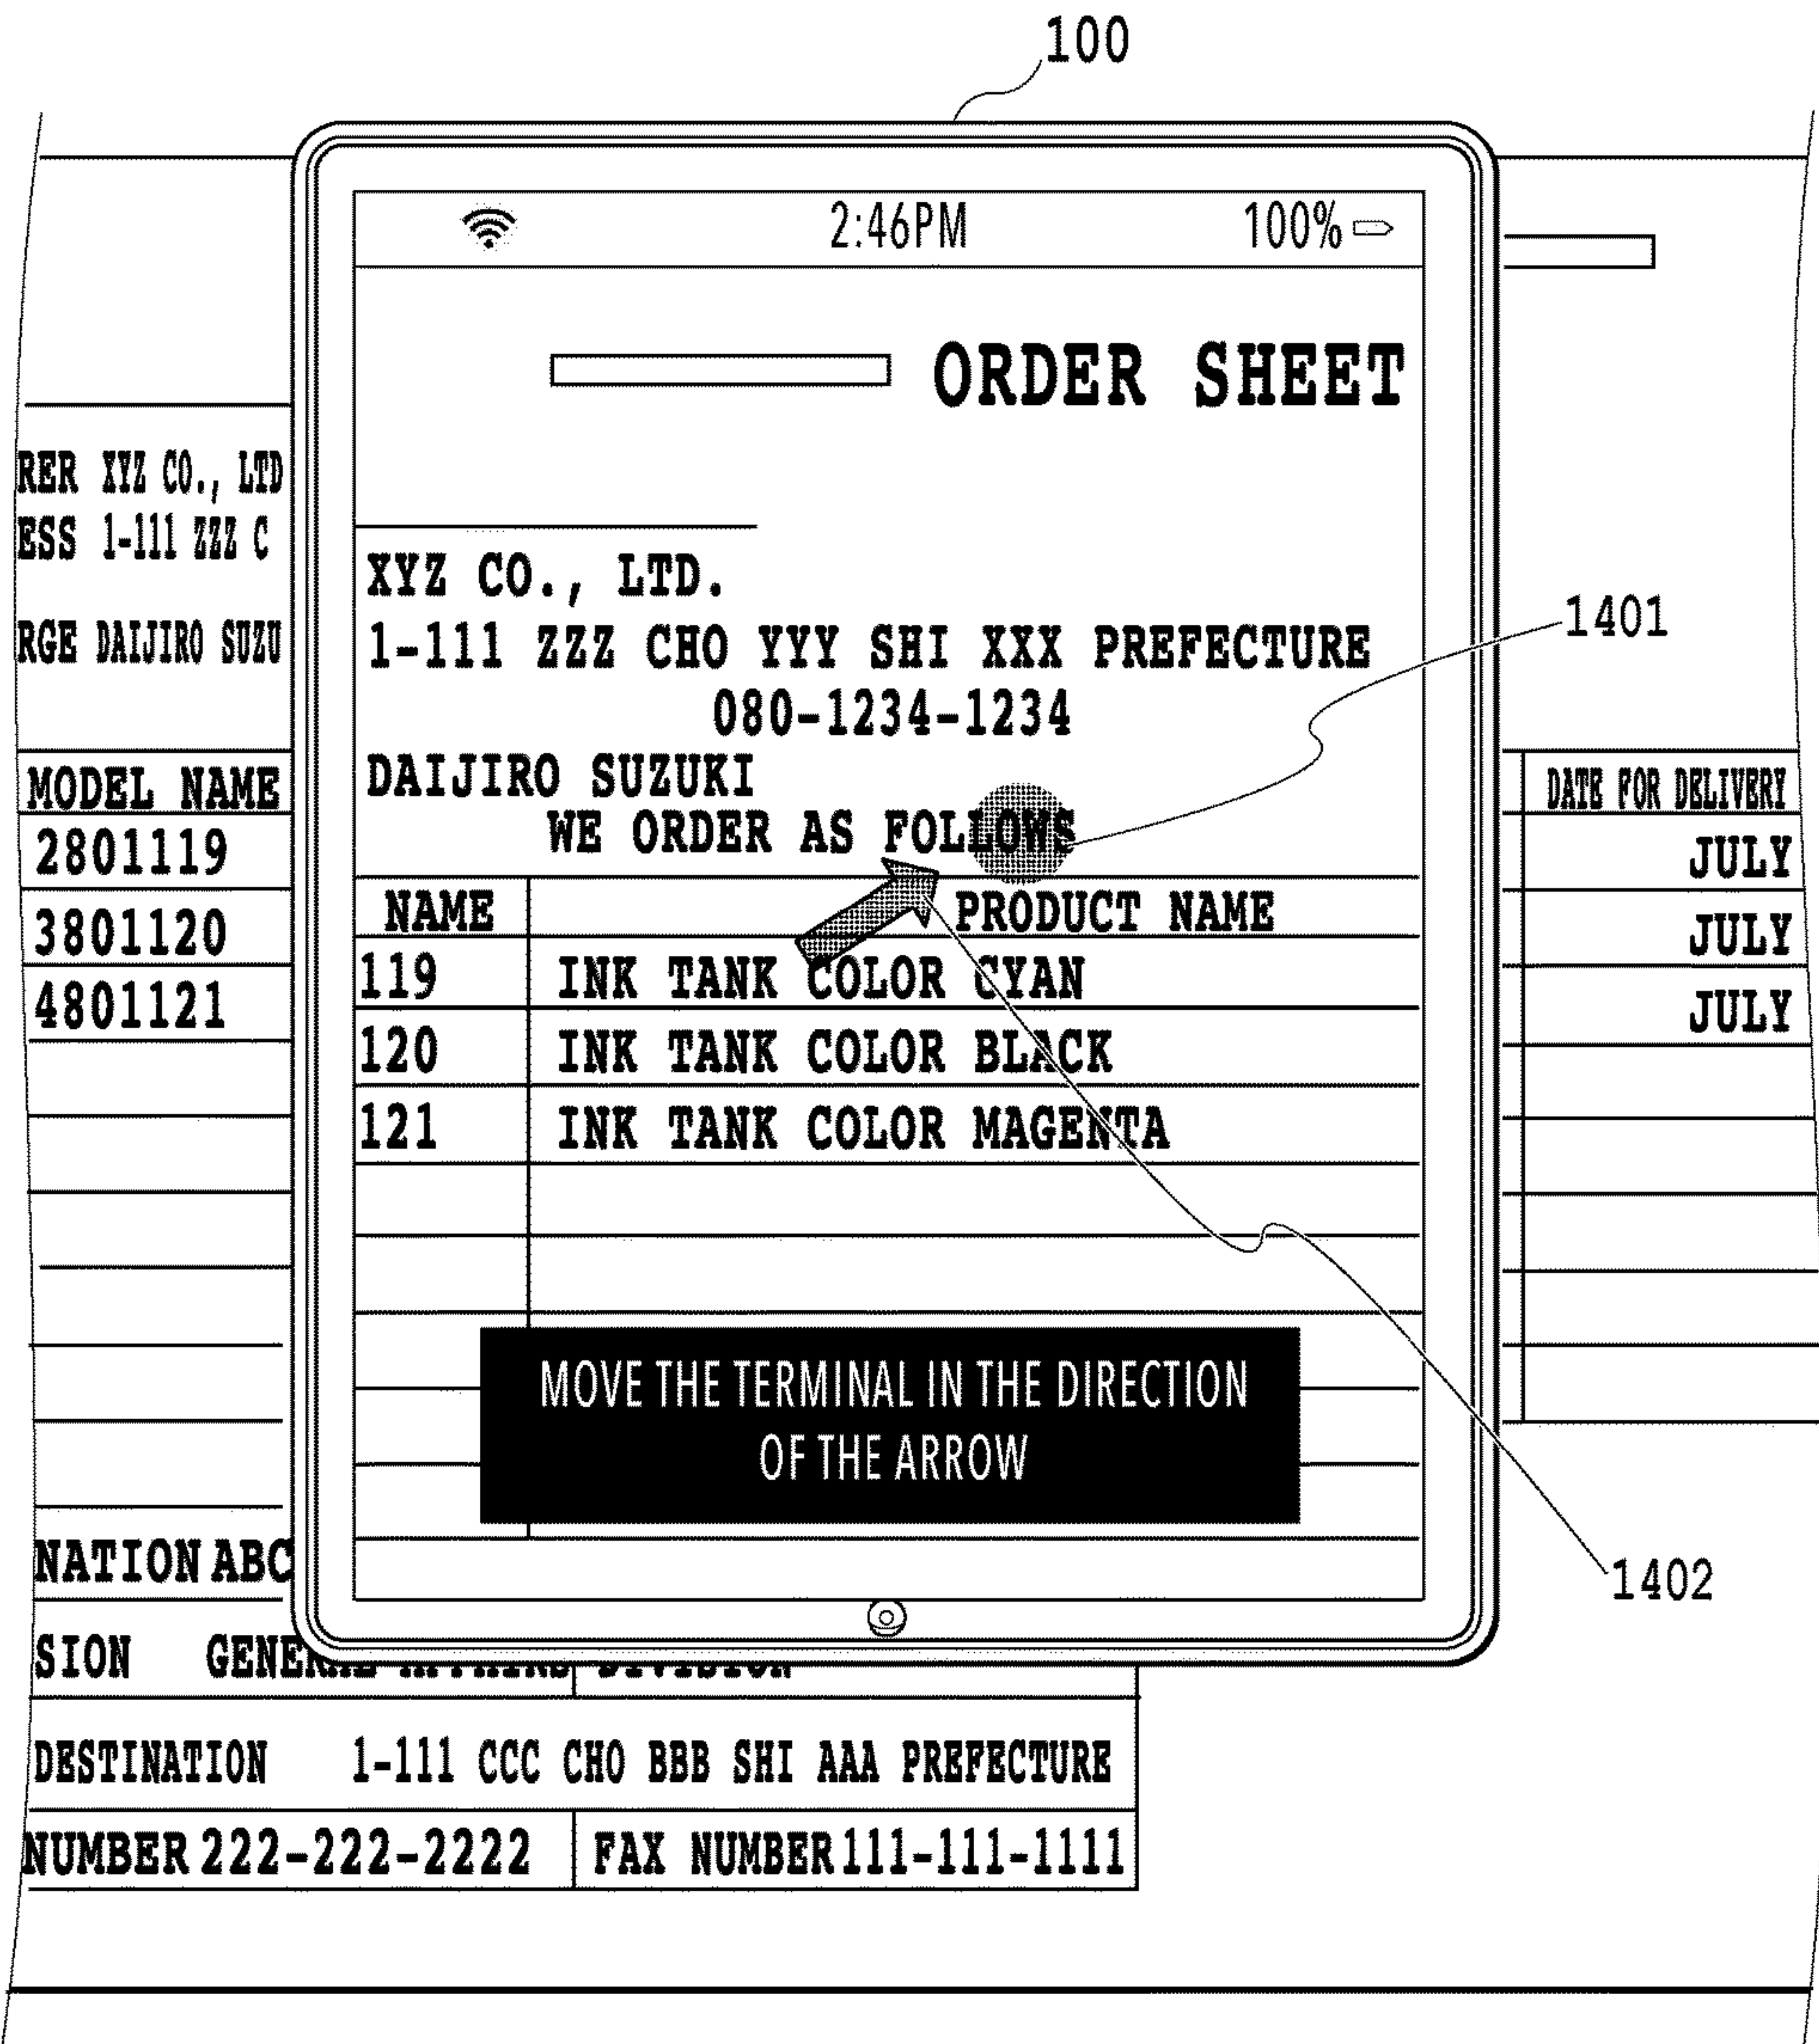 100
2:46PM 100%
ORDER SHEET
RER XYZ CO., LTD
ESS 1-111 ZZZ C
RGE DAIJIRO SUZU
XYZ CO., LTD.
1-111 ZZZ CHO YYY SHI XXX PREFECTURE
080-1234-1234
DAIJIRO SUZUKI
WE ORDER AS FOLLOWS
1401
MODEL NAME
2801119
3801120
4801121
NAME PRODUCT NAME
119 INK TANK COLOR CYAN
120 INK TANK COLOR BLACK
121 INK TANK COLOR MAGENTA
DATE FOR DELIVERY
JULY
JULY
JULY
MOVE THE TERMINAL IN THE DIRECTION
OF THE ARROW
1402
NATION ABC
SION GENERAL AFFAIRS DIVISION
DESTINATION 1-111 CCC CHO BBB SHI AAA PREFECTURE
NUMBER 222-222-2222 FAX NUMBER 111-111-1111